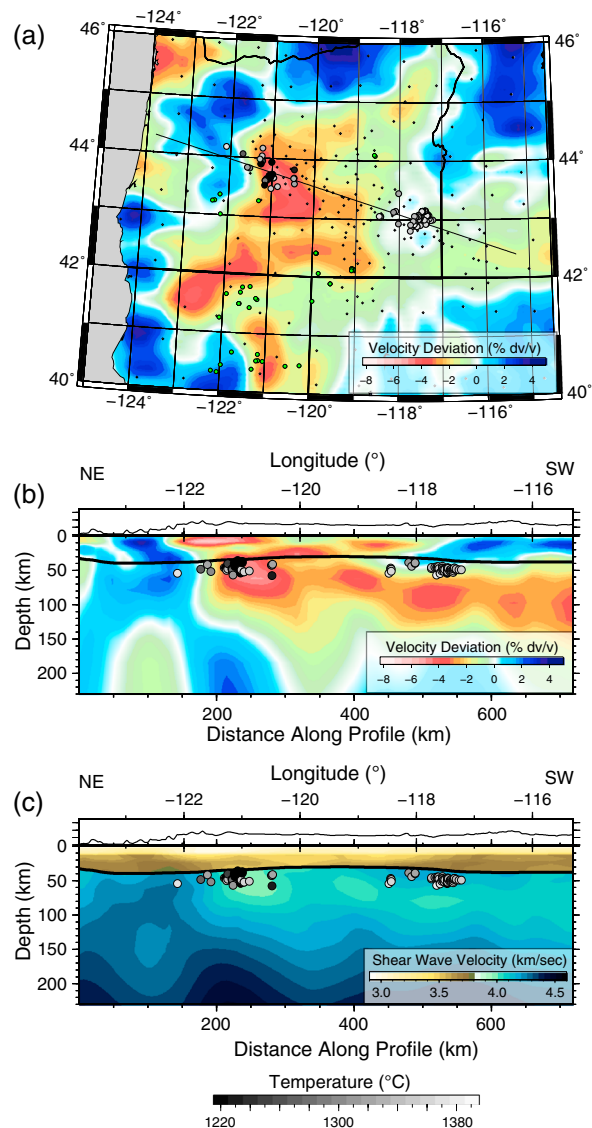 (a)
−124° −122° −120° −118° −116°
46° 46°
44° 44°
42° 42°
40° 40°
Velocity Deviation (% dv/v)
−8 −6 −4 −2 0 2 4
−124° −122° −120° −118° −116°
(b)
NE Longitude (°) SW
−122 −120 −118 −116
Depth (km)
0
50
100
150
200
Velocity Deviation (% dv/v)
−8 −6 −4 −2 0 2 4
200 400 600
Distance Along Profile (km)
(c)
NE Longitude (°) SW
−122 −120 −118 −116
Depth (km)
0
50
100
150
200
Shear Wave Velocity (km/sec)
3.0 3.5 4.0 4.5
200 400 600
Distance Along Profile (km)
Temperature (°C)
1220 1300 1380